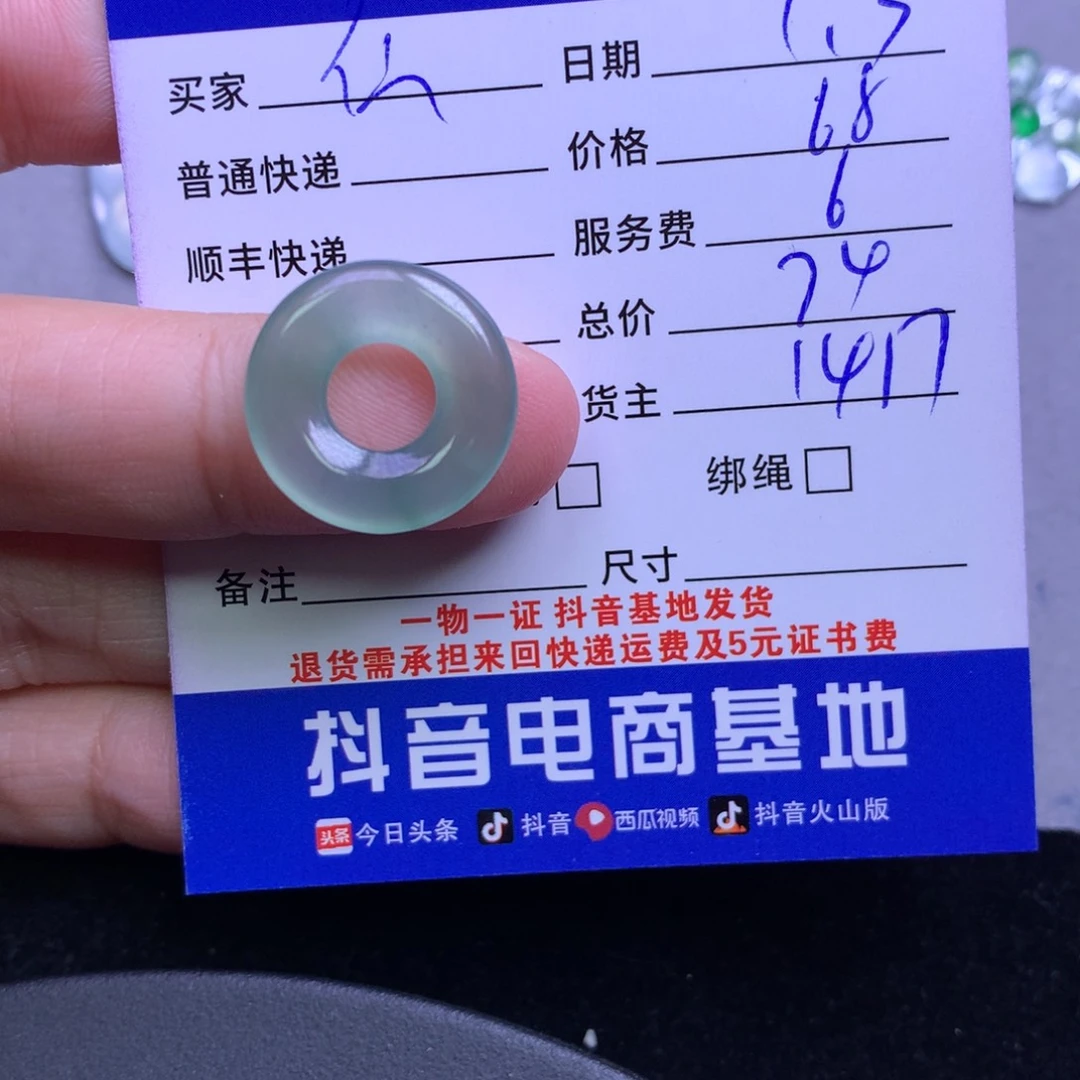 买家 仙 日期 1.7
普通快递 价格 68
顺丰快递 服务费 6
总价 74
货主 1417
绑绳
备注 尺寸
一物一证 抖音基地发货
退货需承担来回快递运费及5元证书费
抖音电商基地
头条 今日头条 抖音 西瓜视频 抖音火山版